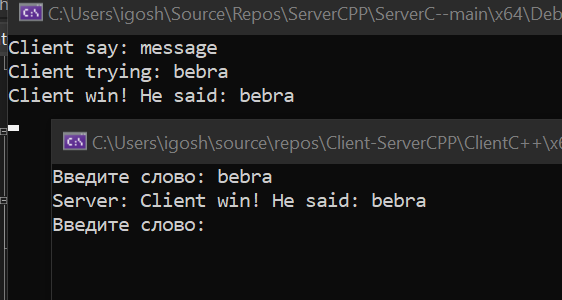 C:\Users\igosh\Source\Repos\ServerCPP\ServerC--main\x64\Deb
Client say: message
Client trying: bebra
Client win! He said: bebra
C:\Users\igosh\source\repos\Client-ServerCPP\ClientC++\x6
Введите слово: bebra
Server: Client win! He said: bebra
Введите слово: